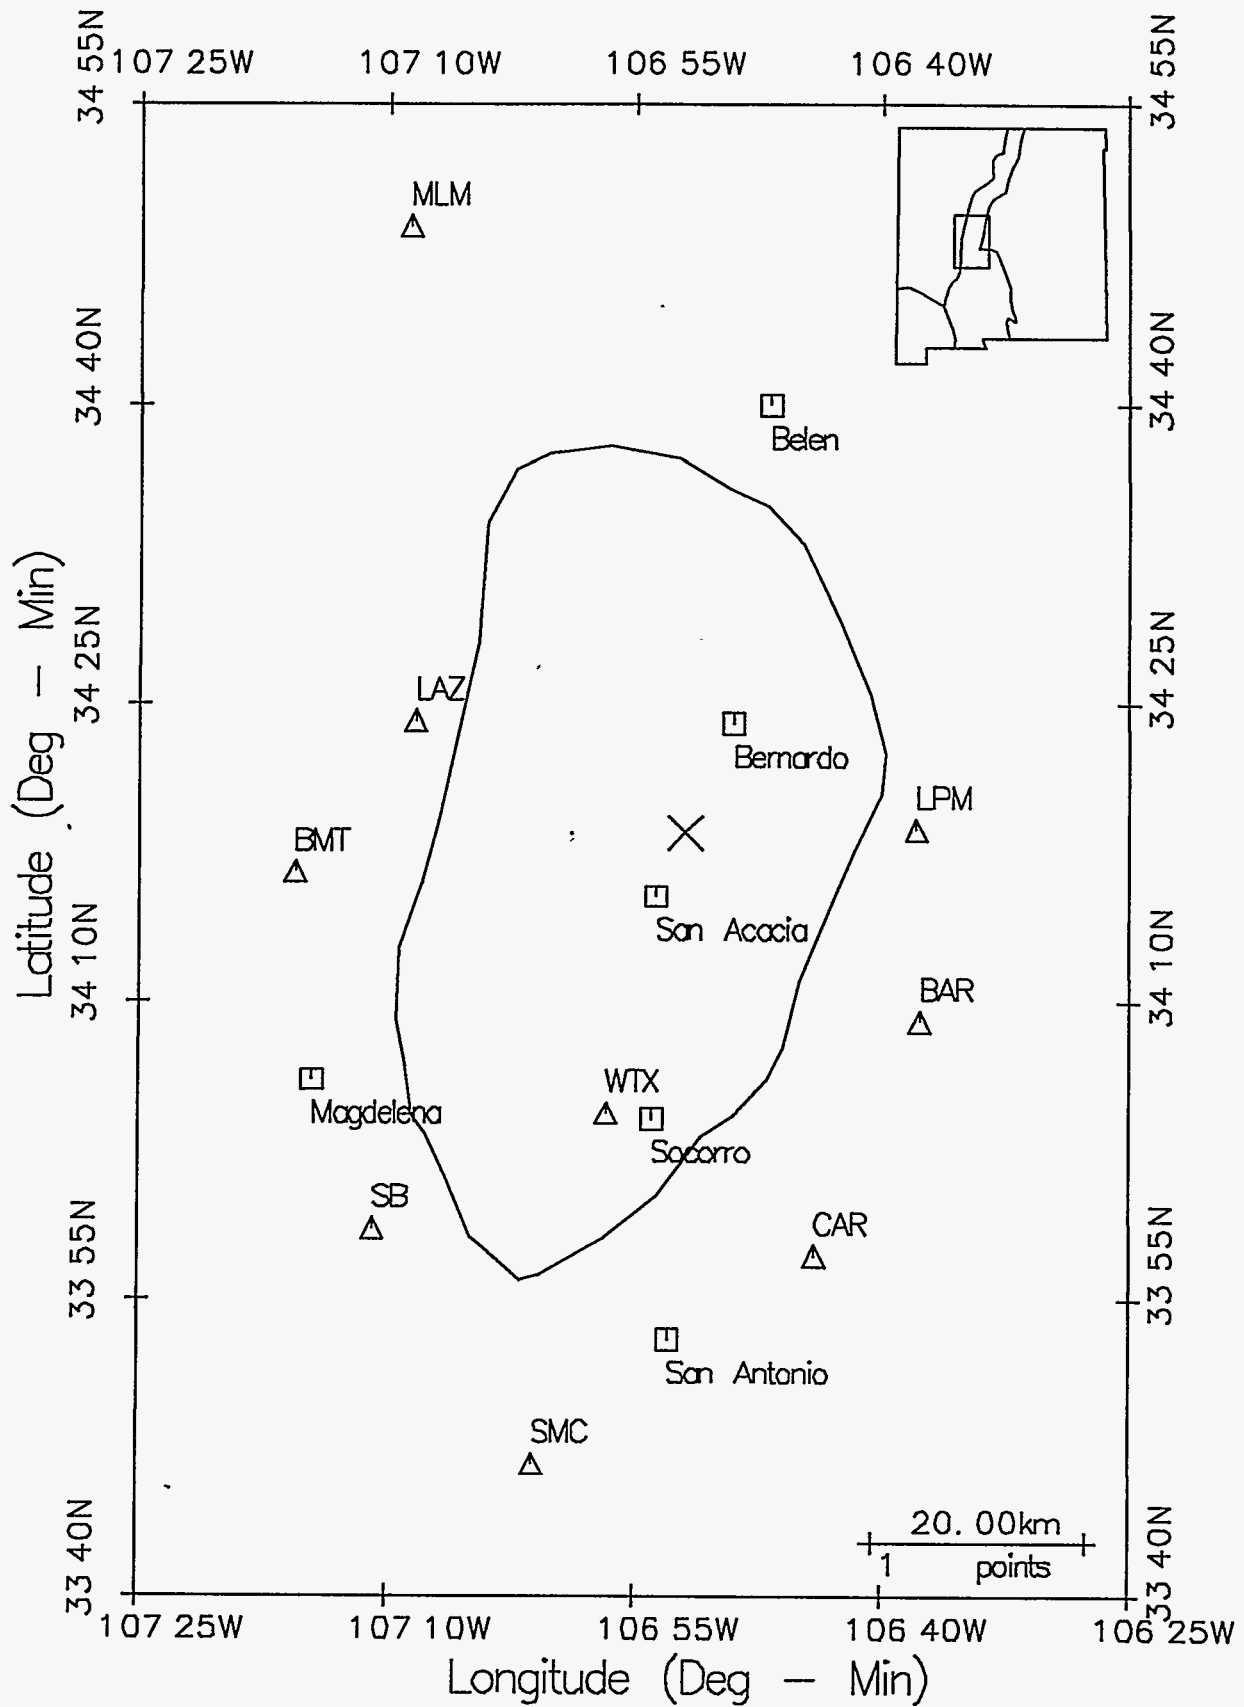 107 25W 107 10W 106 55W 106 40W
34 55N
34 55N
MLM
34 40N
34 40N
Belen
Latitude (Deg - Min)
34 25N
34 25N
LAZ
Bernardo
LPM
BMT
San Acacia
34 10N
34 10N
BAR
WTX
Magdelena
Socorro
SB
CAR
33 55N
33 55N
San Antonio
SMC
20.00km
1 points
33 40N
33 40N
107 25W 107 10W 106 55W 106 40W 106 25W
Longitude (Deg - Min)